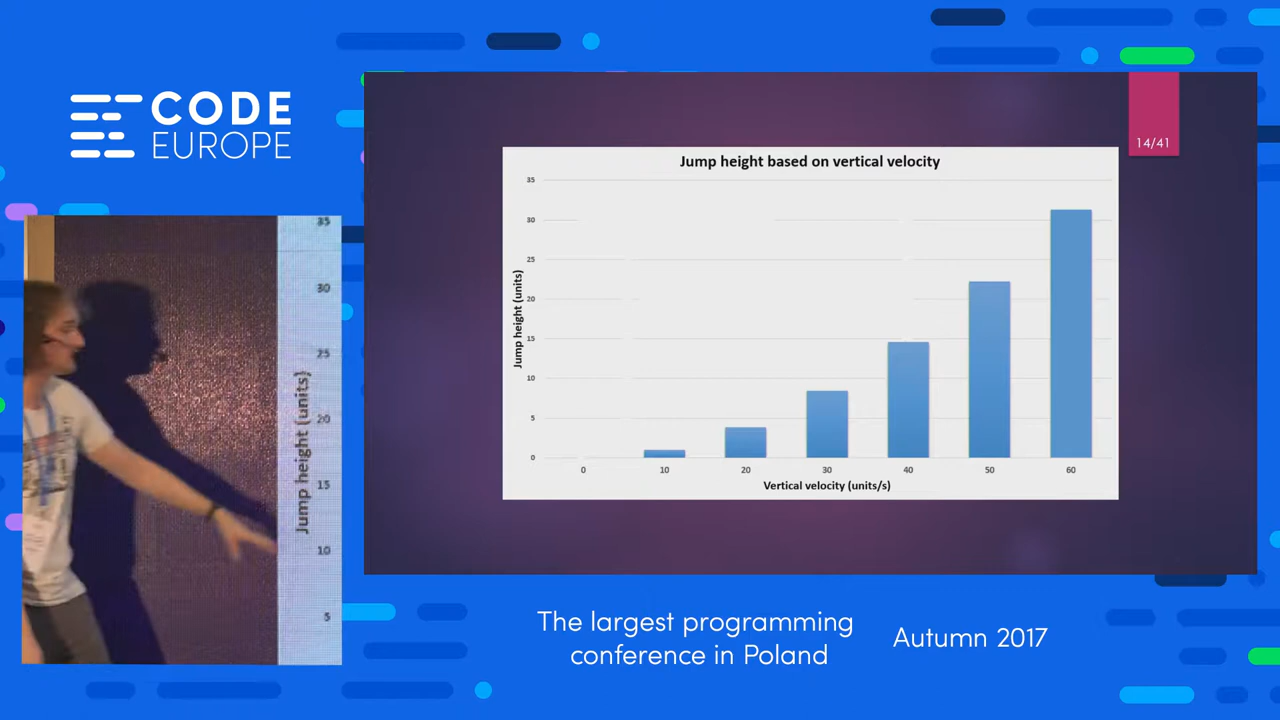 CODE
EUROPE
14/41
Jump height based on vertical velocity
35
30
25
20
15
10
5
0
Jump height (units)
0 10 20 30 40 50 60
Vertical velocity (units/s)
35
30
25
20
15
10
5
Jump height (units)
The largest programming
conference in Poland
Autumn 2017